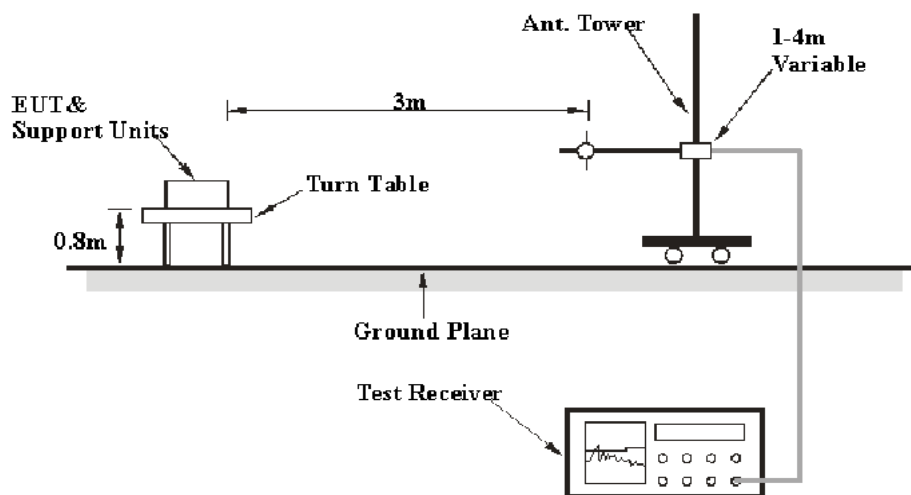 Ant. Tower
1-4m
Variable
EUT&
Support Units
3m
Turn Table
0.8m
Ground Plane
Test Receiver